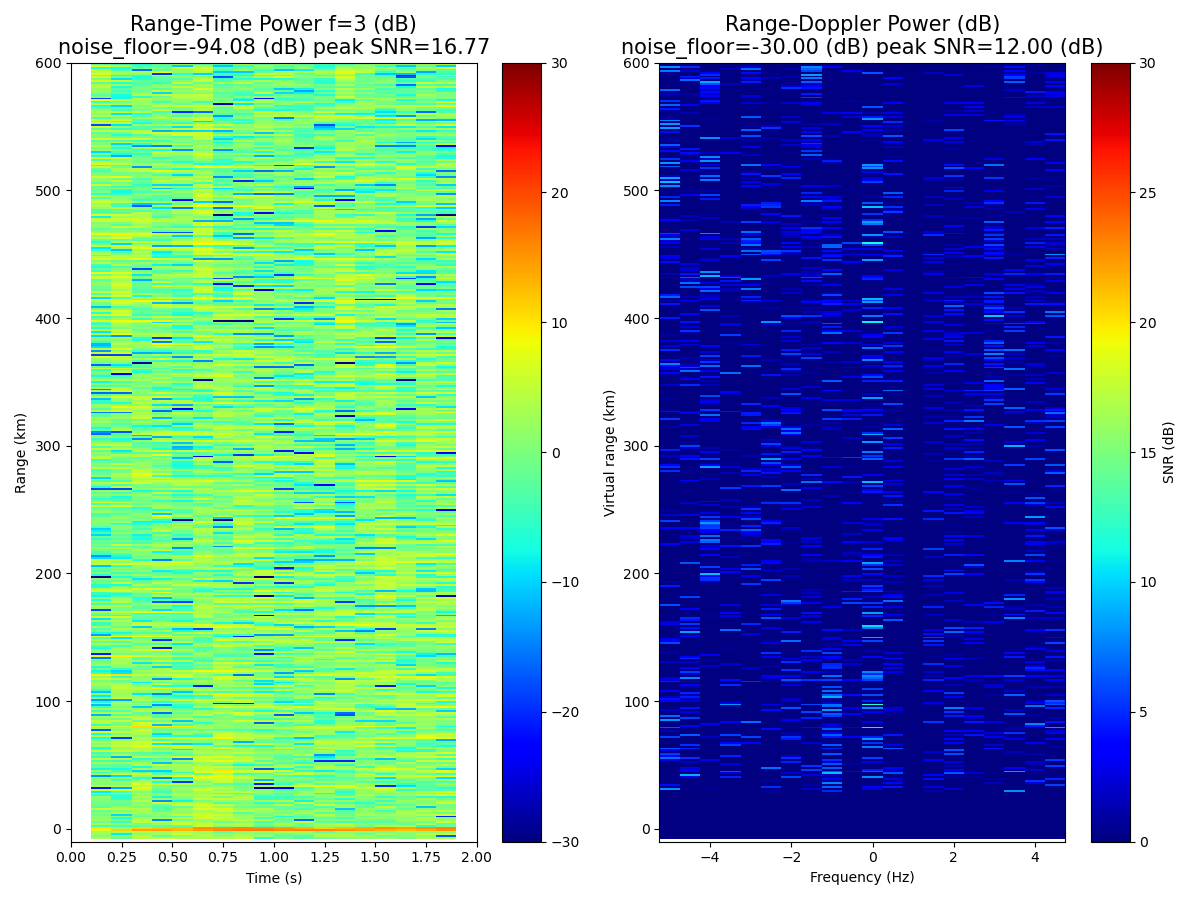 Range-Time Power f=3 (dB)
noise_floor=-94.08 (dB) peak SNR=16.77
600
500
400
300
200
100
0
Range (km)
0.00 0.25 0.50 0.75 1.00 1.25 1.50 1.75 2.00
Time (s)
30
20
10
0
−10
−20
−30
Range-Doppler Power (dB)
noise_floor=-30.00 (dB) peak SNR=12.00 (dB)
600
500
400
300
200
100
0
Virtual range (km)
−4 −2 0 2 4
Frequency (Hz)
30
25
20
15
10
5
0
SNR (dB)